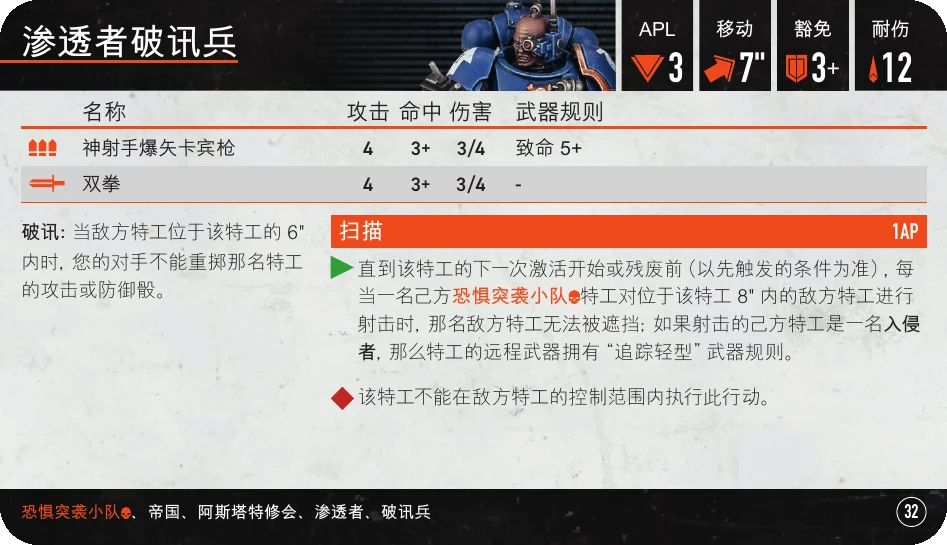 渗透者破讯兵
APL 移动 豁免 耐伤
3 7" 3+ 12
名称 攻击 命中 伤害 武器规则
神射手爆矢卡宾枪 4 3+ 3/4 致命 5+
双拳 4 3+ 3/4 -
破讯: 当敌方特工位于该特工的 6"
内时, 您的对手不能重掷那名特工
的攻击或防御骰。
扫描 1AP
直到该特工的下一次激活开始或残废前 (以先触发的条件为准), 每
当一名己方恐惧突袭小队特工对位于该特工 8" 内的敌方特工进行
射击时, 那名敌方特工无法被遮挡; 如果射击的己方特工是一名入侵
者, 那么特工的远程武器拥有 “追踪轻型” 武器规则。
该特工不能在敌方特工的控制范围内执行此行动。
恐惧突袭小队、帝国、阿斯塔特修会、渗透者、破讯兵
32